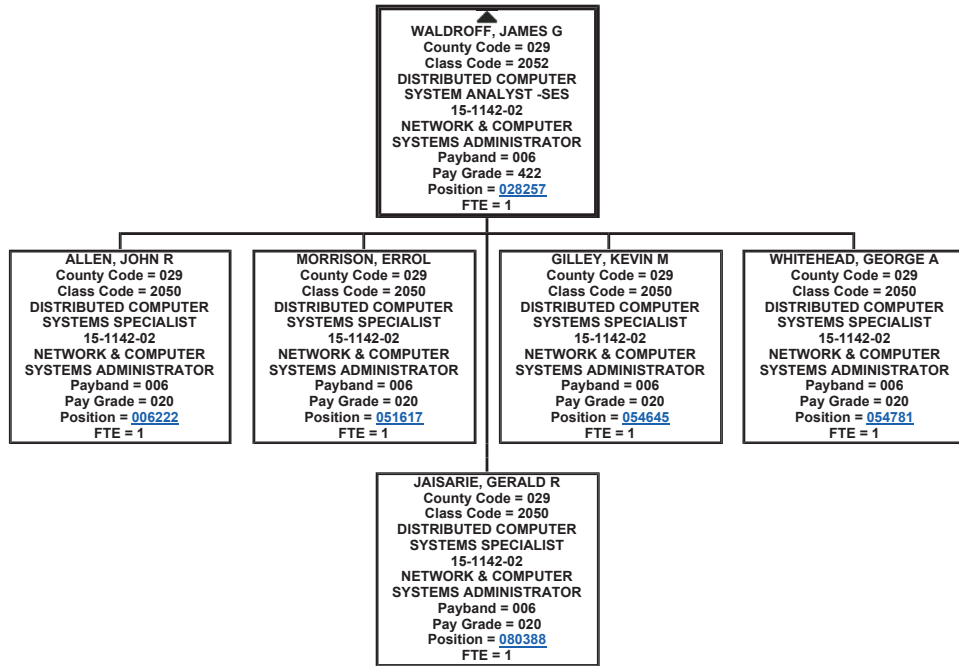 WALDROFF, JAMES G
County Code = 029
Class Code = 2052
DISTRIBUTED COMPUTER
SYSTEM ANALYST -SES
15-1142-02
NETWORK & COMPUTER
SYSTEMS ADMINISTRATOR
Payband = 006
Pay Grade = 422
Position = 028257
FTE = 1
ALLEN, JOHN R
County Code = 029
Class Code = 2050
DISTRIBUTED COMPUTER
SYSTEMS SPECIALIST
15-1142-02
NETWORK & COMPUTER
SYSTEMS ADMINISTRATOR
Payband = 006
Pay Grade = 020
Position = 006222
FTE = 1
MORRISON, ERROL
County Code = 029
Class Code = 2050
DISTRIBUTED COMPUTER
SYSTEMS SPECIALIST
15-1142-02
NETWORK & COMPUTER
SYSTEMS ADMINISTRATOR
Payband = 006
Pay Grade = 020
Position = 051617
FTE = 1
GILLEY, KEVIN M
County Code = 029
Class Code = 2050
DISTRIBUTED COMPUTER
SYSTEMS SPECIALIST
15-1142-02
NETWORK & COMPUTER
SYSTEMS ADMINISTRATOR
Payband = 006
Pay Grade = 020
Position = 054645
FTE = 1
WHITEHEAD, GEORGE A
County Code = 029
Class Code = 2050
DISTRIBUTED COMPUTER
SYSTEMS SPECIALIST
15-1142-02
NETWORK & COMPUTER
SYSTEMS ADMINISTRATOR
Payband = 006
Pay Grade = 020
Position = 054781
FTE = 1
JAISARIE, GERALD R
County Code = 029
Class Code = 2050
DISTRIBUTED COMPUTER
SYSTEMS SPECIALIST
15-1142-02
NETWORK & COMPUTER
SYSTEMS ADMINISTRATOR
Payband = 006
Pay Grade = 020
Position = 080388
FTE = 1